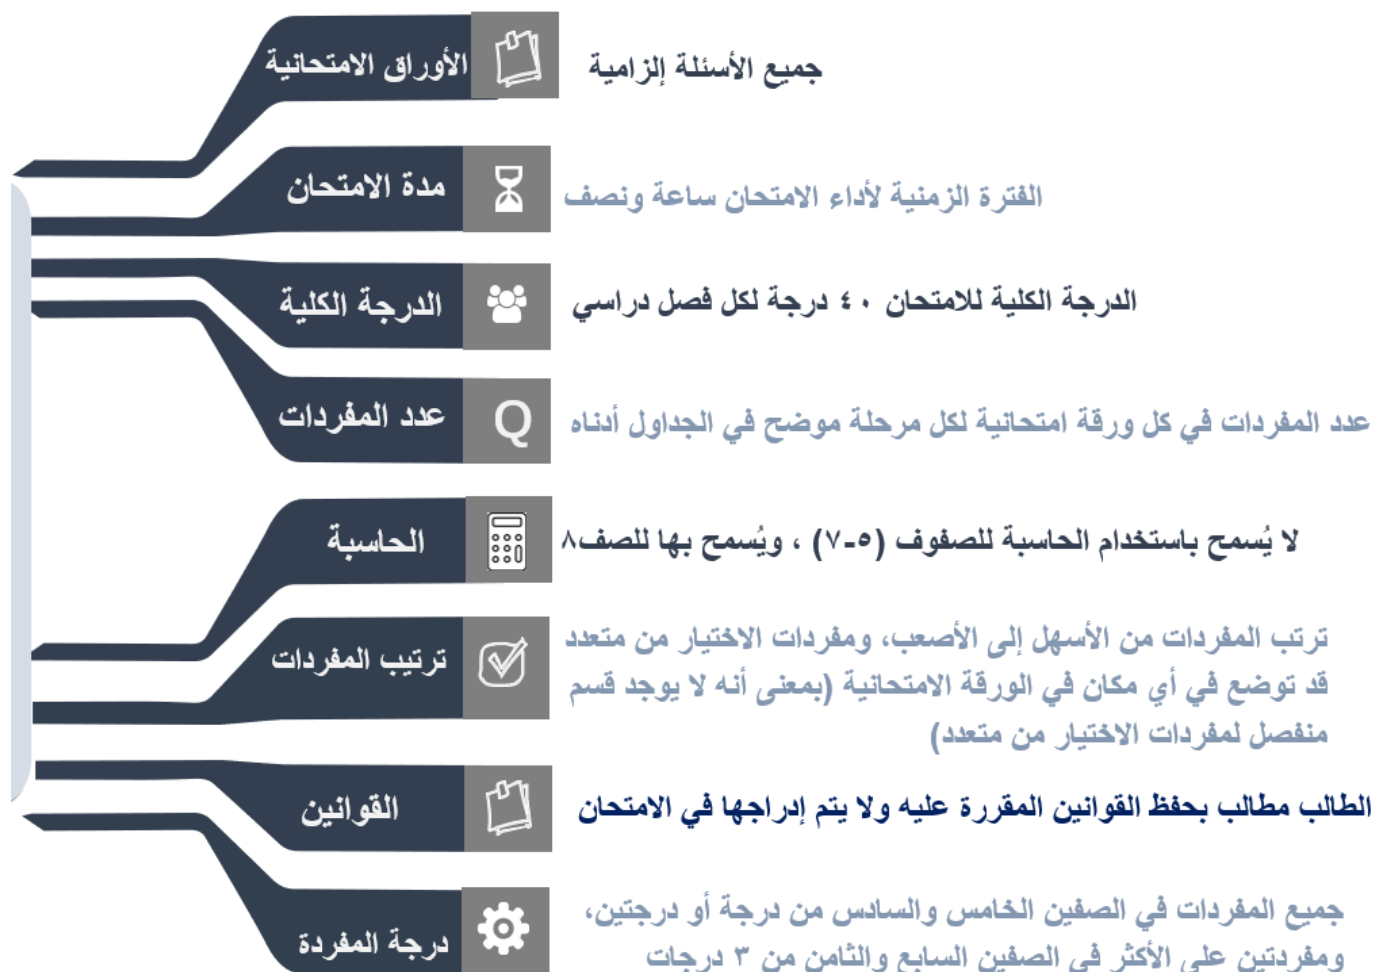 الأوراق الامتحانية
جميع الأسئلة إلزامية
مدة الامتحان
الفترة الزمنية لأداء الامتحان ساعة ونصف
الدرجة الكلية
الدرجة الكلية للامتحان ٤٠ درجة لكل فصل دراسي
عدد المفردات
Q
عدد المفردات في كل ورقة امتحانية لكل مرحلة موضح في الجداول أدناه
الحاسبة
لا يُسمح باستخدام الحاسبة للصفوف (٥-٧) ، ويُسمح بها للصف٨
ترتيب المفردات
ترتب المفردات من الأسهل إلى الأصعب، ومفردات الاختيار من متعدد
قد توضع في أي مكان في الورقة الامتحانية (بمعنى أنه لا يوجد قسم
منفصل لمفردات الاختيار من متعدد)
القوانين
الطالب مطالب بحفظ القوانين المقررة عليه ولا يتم إدراجها في الامتحان
درجة المفردة
جميع المفردات في الصفين الخامس والسادس من درجة أو درجتين،
ومفردتين على الأكثر في الصفين السابع والثامن من ٣ درجات